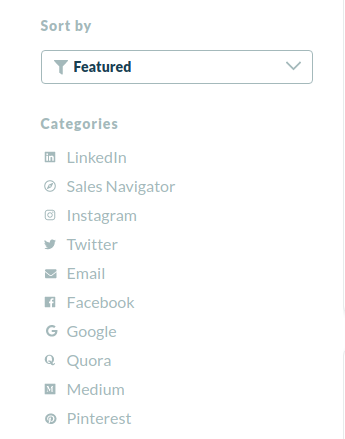 Sort by
Featured
Categories
LinkedIn
Sales Navigator
Instagram
Twitter
Email
Facebook
Google
Quora
Medium
Pinterest